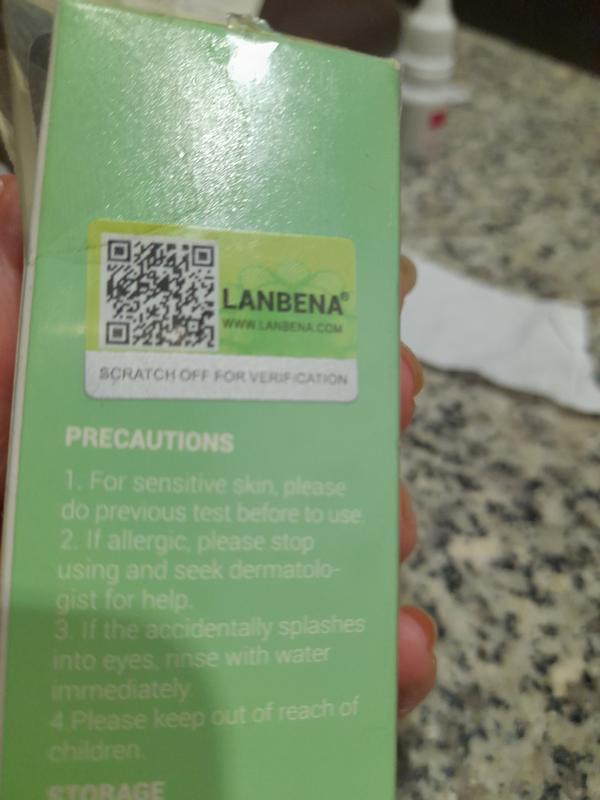 LANBENA®
WWW.LANBENA.COM
SCRATCH OFF FOR VERIFICATION
PRECAUTIONS
1. For sensitive skin, please
do previous test before to use.
2. If allergic, please stop
using and seek dermatolo-
gist for help.
3. If the accidentally splashes
into eyes, rinse with water
immediately.
4.Please keep out of reach of
children.
STORAGE